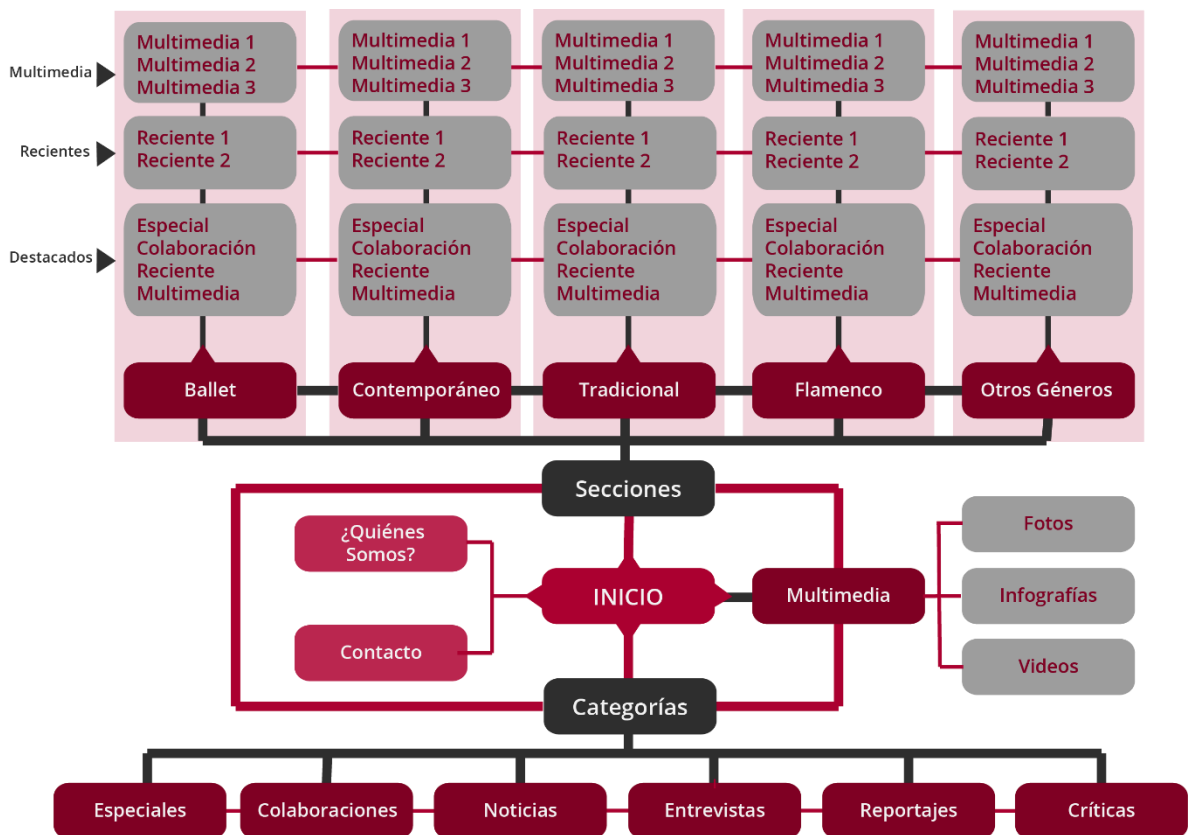 Multimedia
Multimedia 1
Multimedia 2
Multimedia 3
Multimedia 1
Multimedia 2
Multimedia 3
Multimedia 1
Multimedia 2
Multimedia 3
Multimedia 1
Multimedia 2
Multimedia 3
Multimedia 1
Multimedia 2
Multimedia 3
Recientes
Reciente 1
Reciente 2
Reciente 1
Reciente 2
Reciente 1
Reciente 2
Reciente 1
Reciente 2
Reciente 1
Reciente 2
Destacados
Especial
Colaboración
Reciente
Multimedia
Especial
Colaboración
Reciente
Multimedia
Especial
Colaboración
Reciente
Multimedia
Especial
Colaboración
Reciente
Multimedia
Especial
Colaboración
Reciente
Multimedia
Ballet
Contemporáneo
Tradicional
Flamenco
Otros Géneros
Secciones
¿Quiénes
Somos?
Fotos
INICIO
Multimedia
Infografías
Contacto
Videos
Categorías
Especiales
Colaboraciones
Noticias
Entrevistas
Reportajes
Críticas